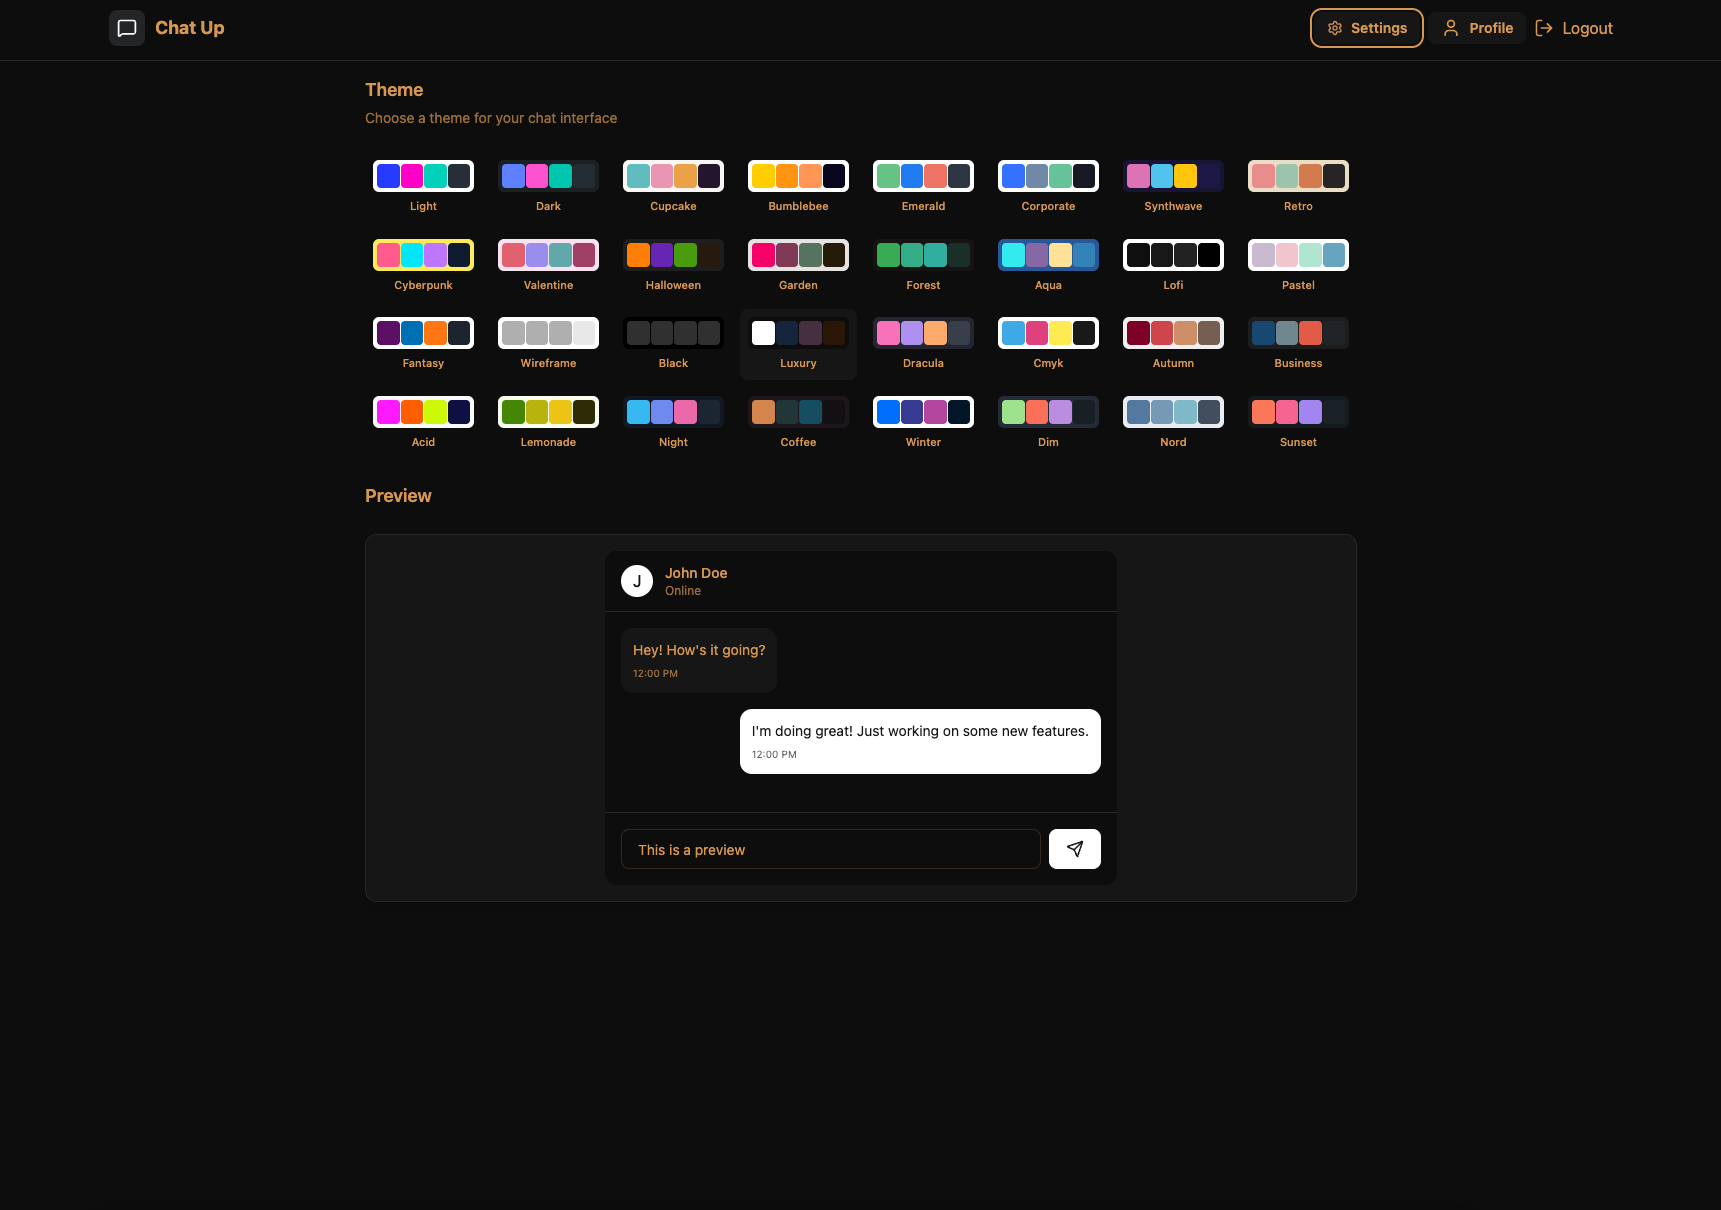 Chat Up
Settings
Profile
Logout
Theme
Choose a theme for your chat interface
Light
Dark
Cupcake
Bumblebee
Emerald
Corporate
Synthwave
Retro
Cyberpunk
Valentine
Halloween
Garden
Forest
Aqua
Lofi
Pastel
Fantasy
Wireframe
Black
Luxury
Dracula
Cmyk
Autumn
Business
Acid
Lemonade
Night
Coffee
Winter
Dim
Nord
Sunset
Preview
J
John Doe
Online
Hey! How's it going?
12:00 PM
I'm doing great! Just working on some new features.
12:00 PM
This is a preview